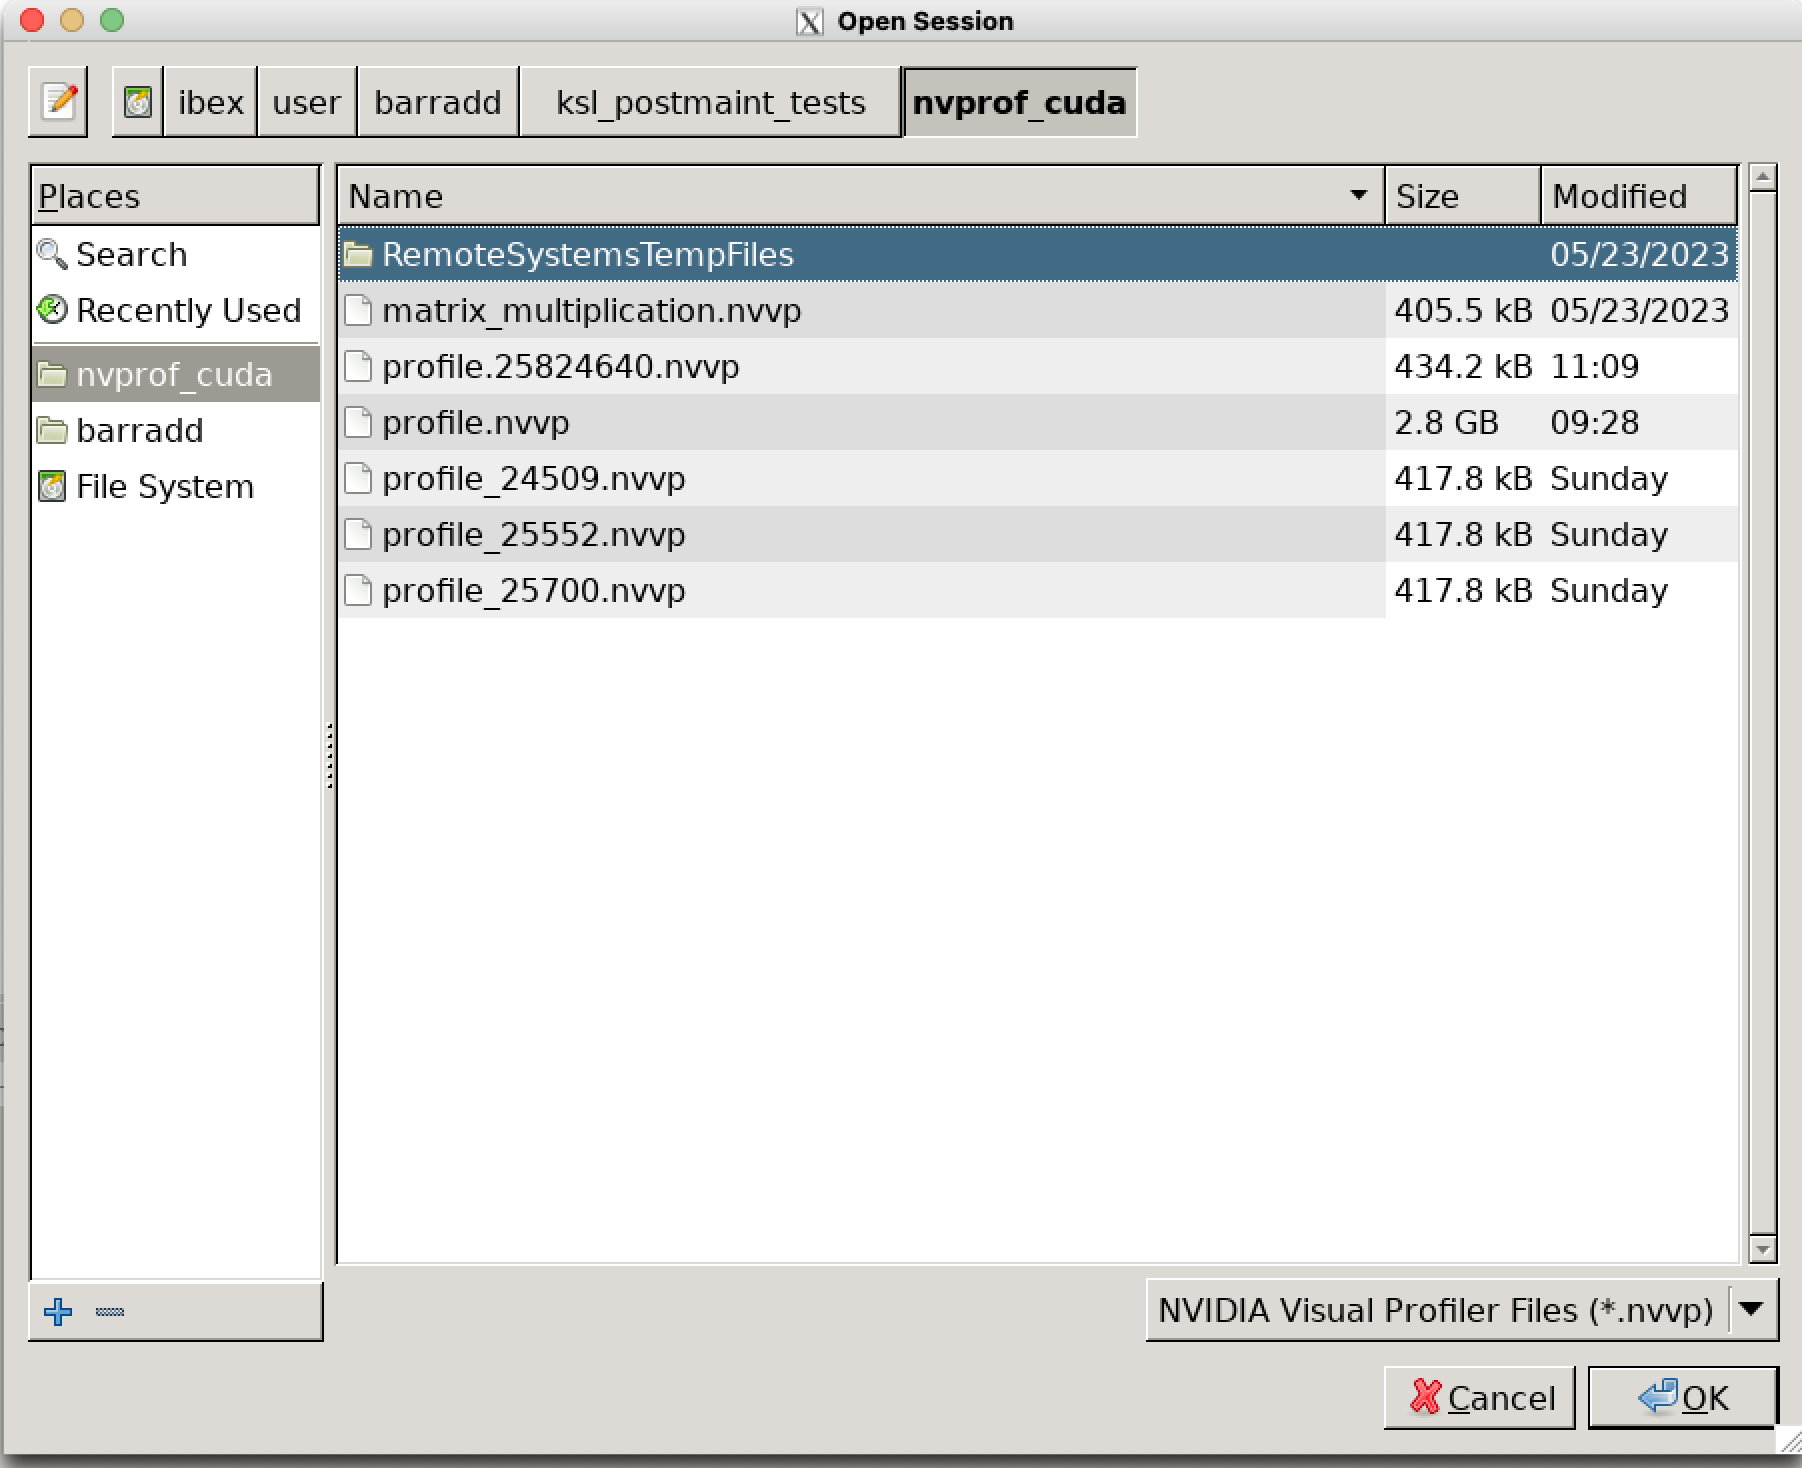 Open Session
ibex user barradd ksl_postmaint_tests nvprof_cuda
Places
Search
Recently Used
nvprof_cuda
barradd
File System
Name Size Modified
RemoteSystemsTempFiles 05/23/2023
matrix_multiplication.nvvp 405.5 kB 05/23/2023
profile.25824640.nvvp 434.2 kB 11:09
profile.nvvp 2.8 GB 09:28
profile_24509.nvvp 417.8 kB Sunday
profile_25552.nvvp 417.8 kB Sunday
profile_25700.nvvp 417.8 kB Sunday
NVIDIA Visual Profiler Files (*.nvvp)
Cancel OK